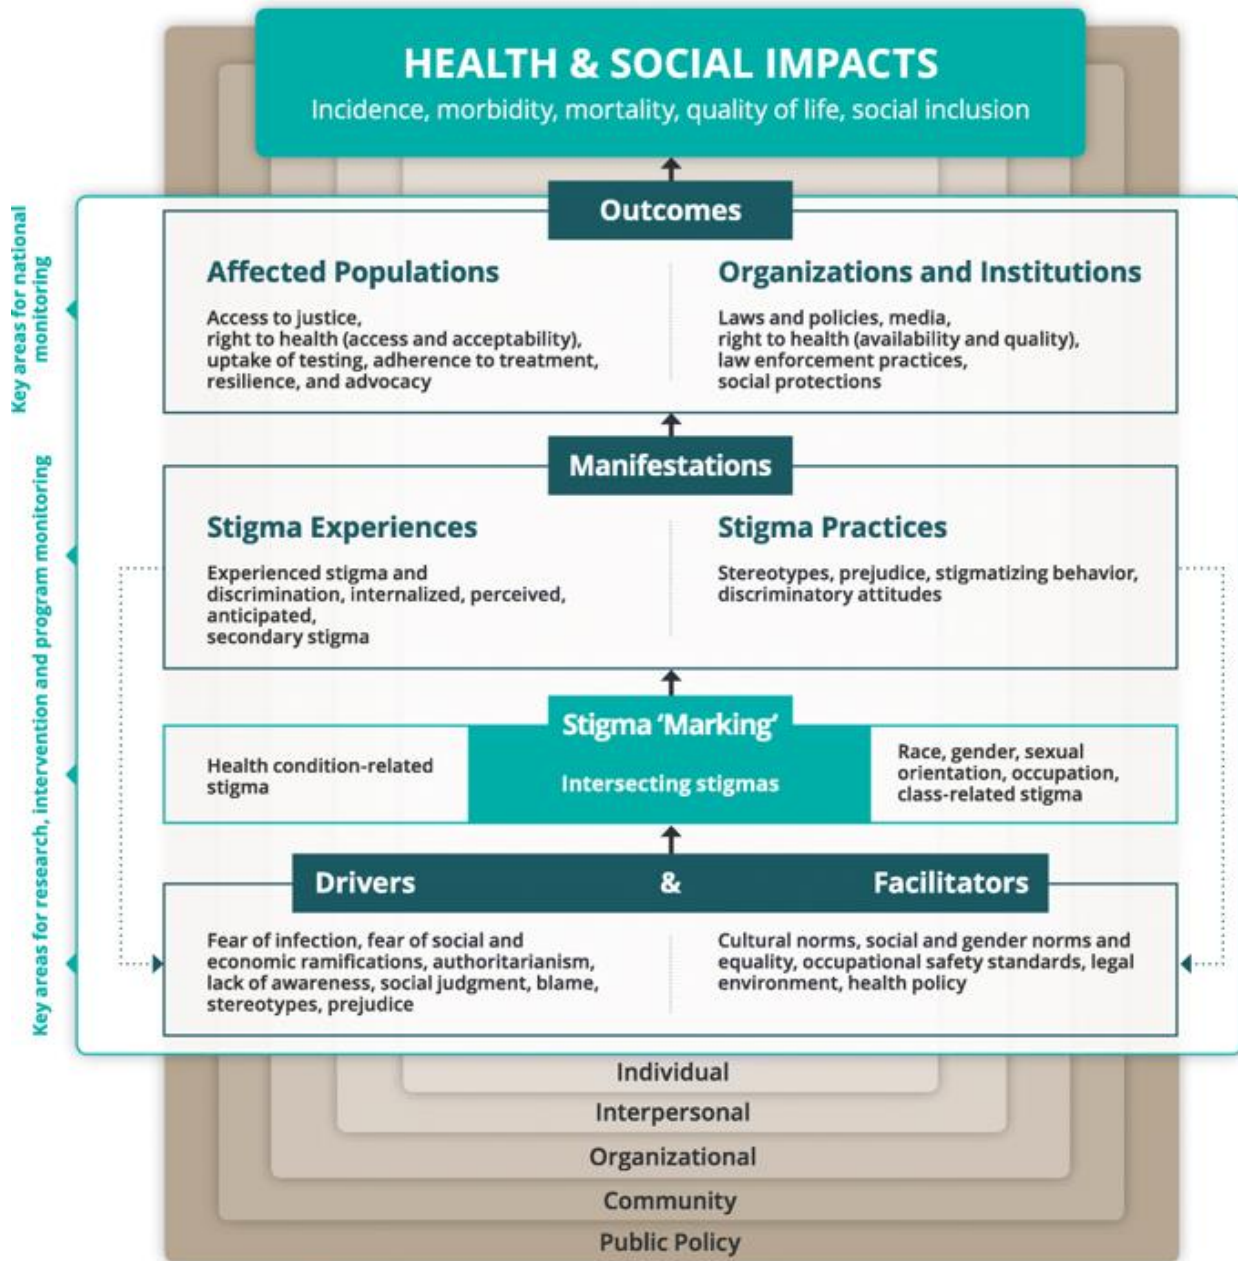 HEALTH & SOCIAL IMPACTS
Incidence, morbidity, mortality, quality of life, social inclusion
Key areas for national
monitoring
Outcomes
Affected Populations
Access to justice,
right to health (access and acceptability),
uptake of testing, adherence to treatment,
resilience, and advocacy
Organizations and Institutions
Laws and policies, media,
right to health (availability and quality),
law enforcement practices,
social protections
Key areas for research, intervention and program monitoring
Manifestations
Stigma Experiences
Experienced stigma and
discrimination, internalized, perceived,
anticipated,
secondary stigma
Stigma Practices
Stereotypes, prejudice, stigmatizing behavior,
discriminatory attitudes
Stigma ‘Marking’
Health condition-related
stigma
Intersecting stigmas
Race, gender, sexual
orientation, occupation,
class-related stigma
Drivers & Facilitators
Fear of infection, fear of social and
economic ramifications, authoritarianism,
lack of awareness, social judgment, blame,
stereotypes, prejudice
Cultural norms, social and gender norms and
equality, occupational safety standards, legal
environment, health policy
Individual
Interpersonal
Organizational
Community
Public Policy